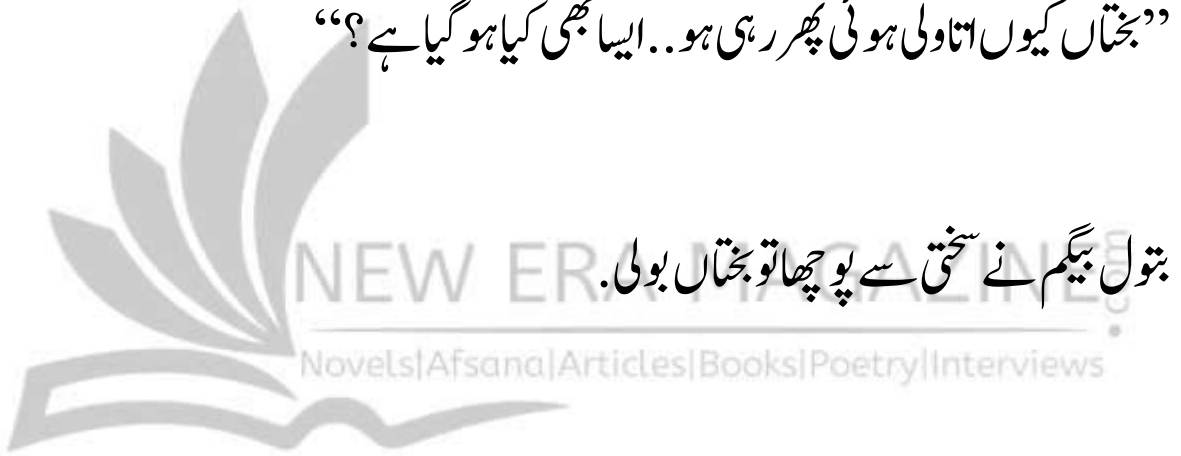 ”بختاں کیوں اتاولی ہوئی پھر رہی ہو..ایسا بھی کیا ہو گیا ہے؟“
بتول بیگم نے سختی سے پوچھا تو بختاں بولی.
NEW ERA MAGAZINE.com
Novels|Afsana|Articles|Books|Poetry|Interviews